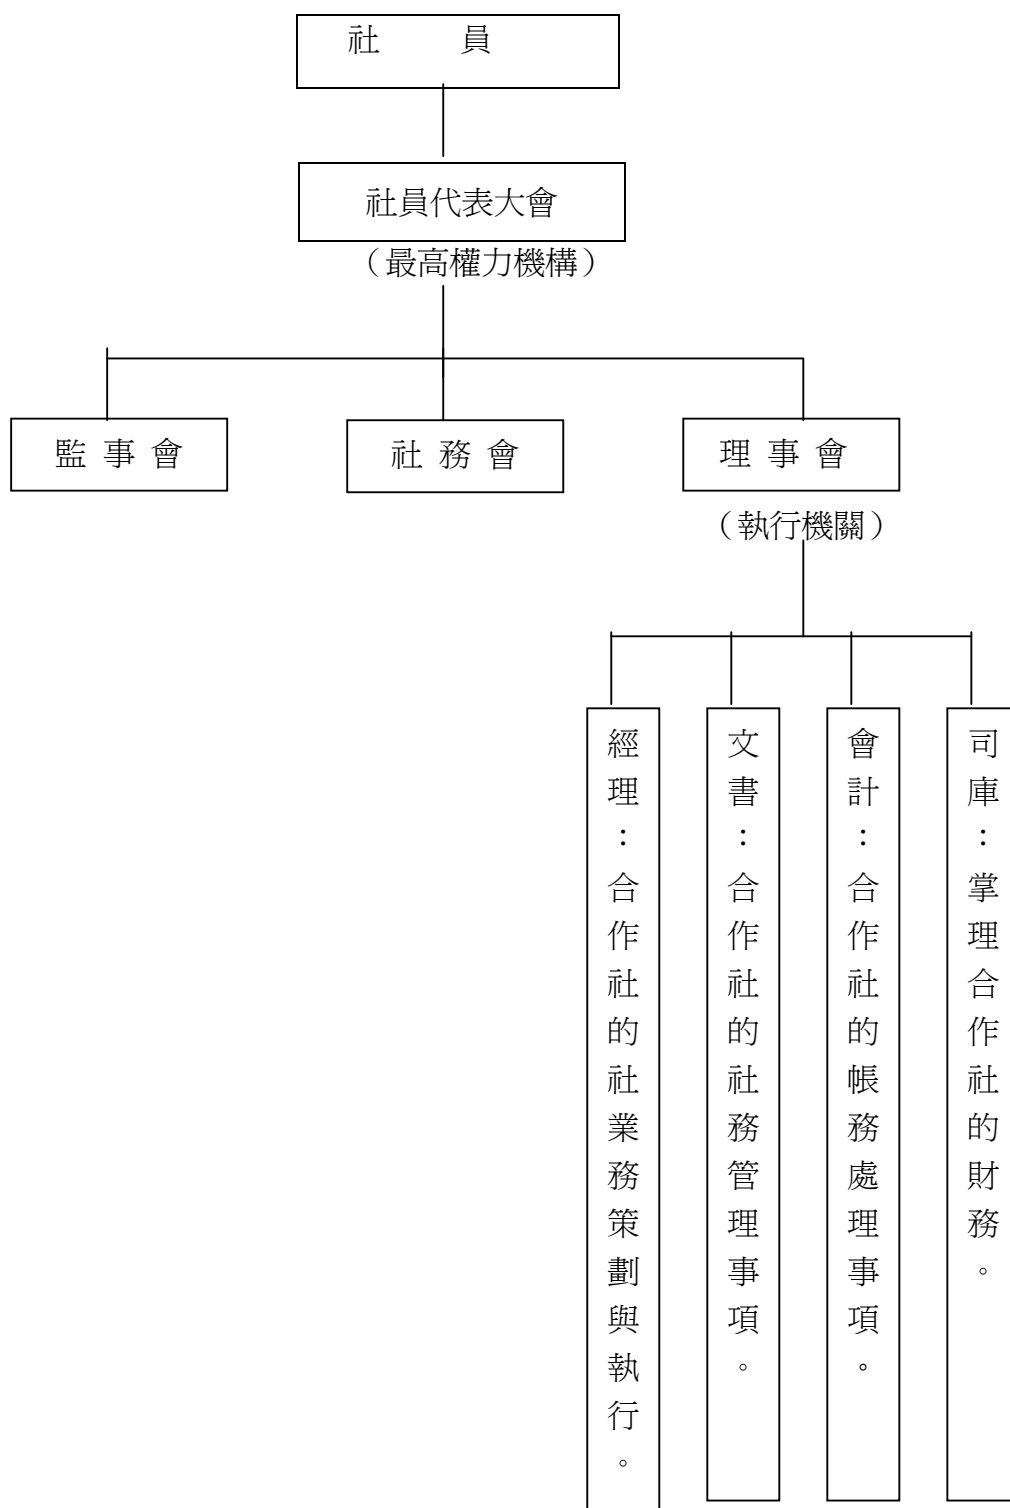 社 員
社員代表大會
（最高權力機構）
監事會
社務會
理事會
（執行機關）
經理：合作社的社業務策劃與執行。
文書：合作社的社務管理事項。
會計：合作社的帳務處理事項。
司庫：掌理合作社的財務。